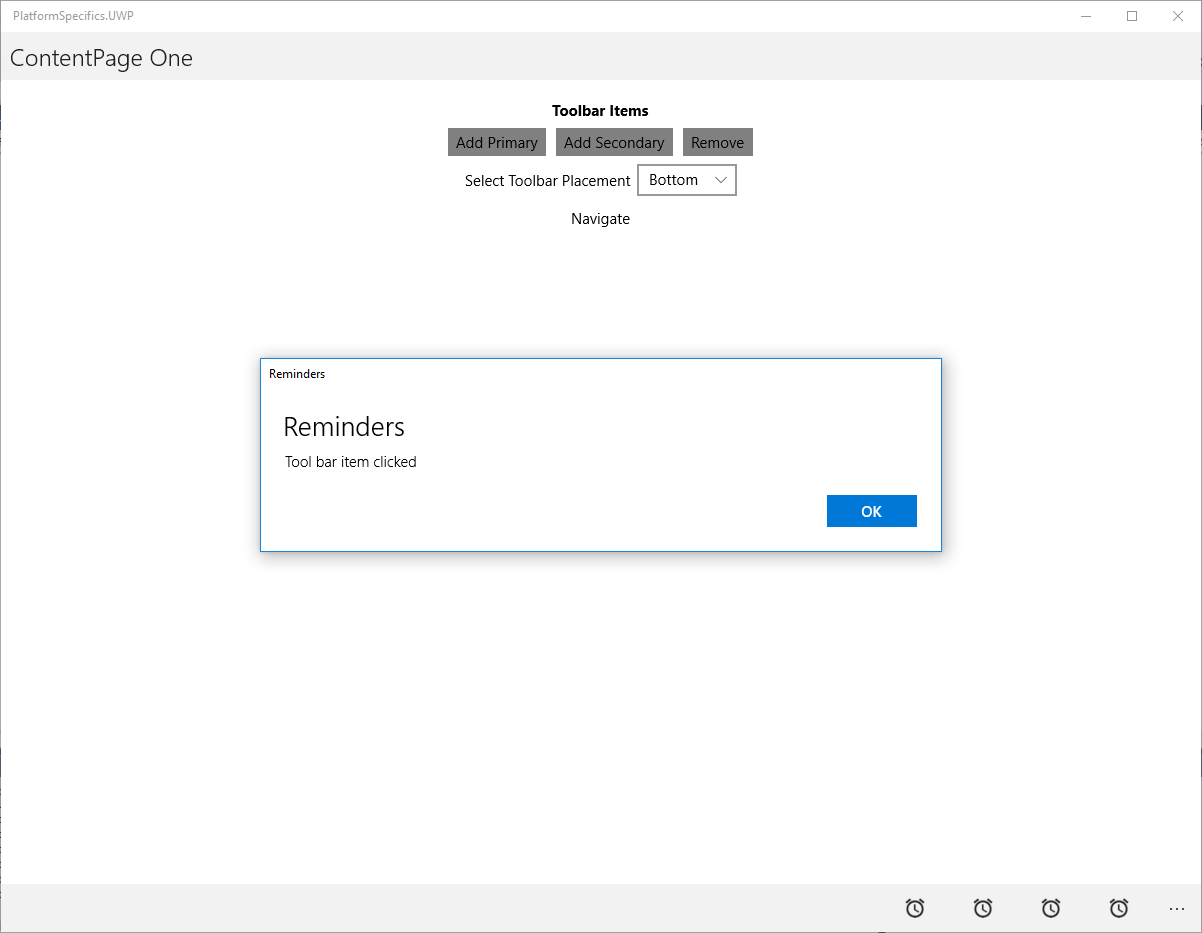 PlatformSpecifics.UWP
ContentPage One
Toolbar Items
Add Primary Add Secondary Remove
Select Toolbar Placement Bottom
Navigate
Reminders
Reminders
Tool bar item clicked
OK